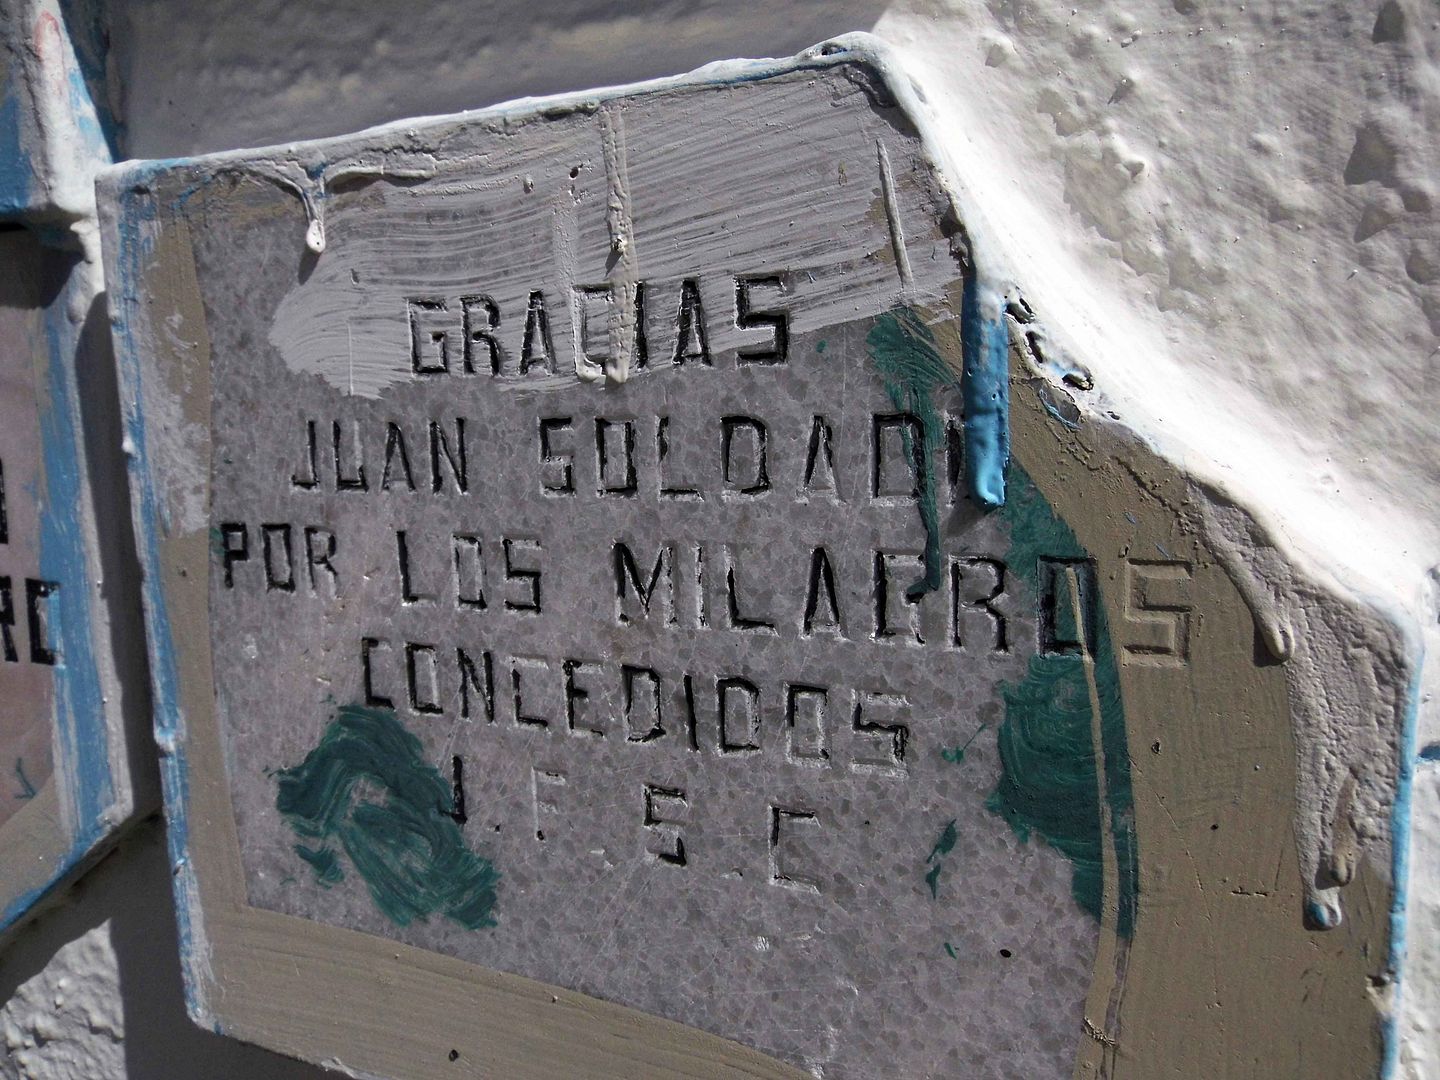 GRACIAS
JUAN SOLDADO
POR LOS MILAGROS
CONCEDIDOS
J. F. S. C